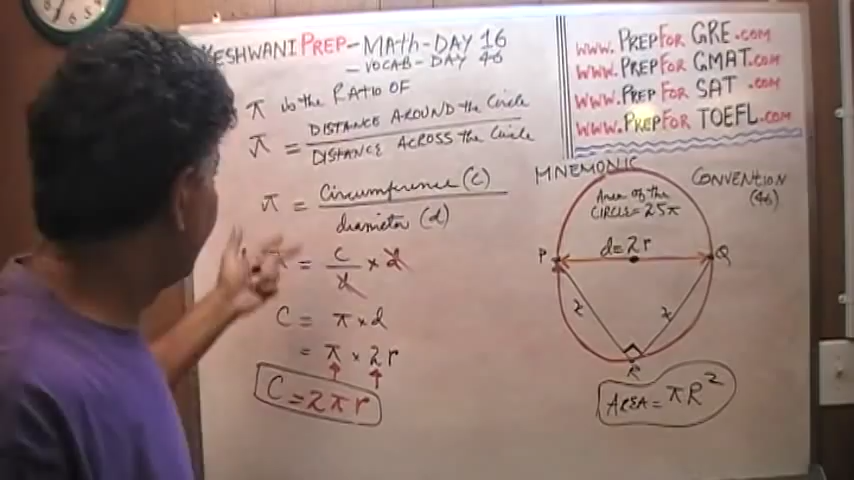 KESHWANI PREP - MATH - DAY 16
- VOCAB - DAY 46
π is the RATIO OF
π = DISTANCE AROUND the Circle
DISTANCE ACROSS the Circle
π = Circumference (C)
diameter (d)
= C/d × d
C = π × d
= π × 2r
C = 2πr
www.PREPFOR GRE.com
www.PREPFOR GMAT.com
www.PREPFOR SAT.com
www.PREPFOR TOEFL.com
MNEMONIC
CONVENTION
(46)
Area of the
CIRCLE = 25π
d = 2r
P
Q
R
AREA = πR²